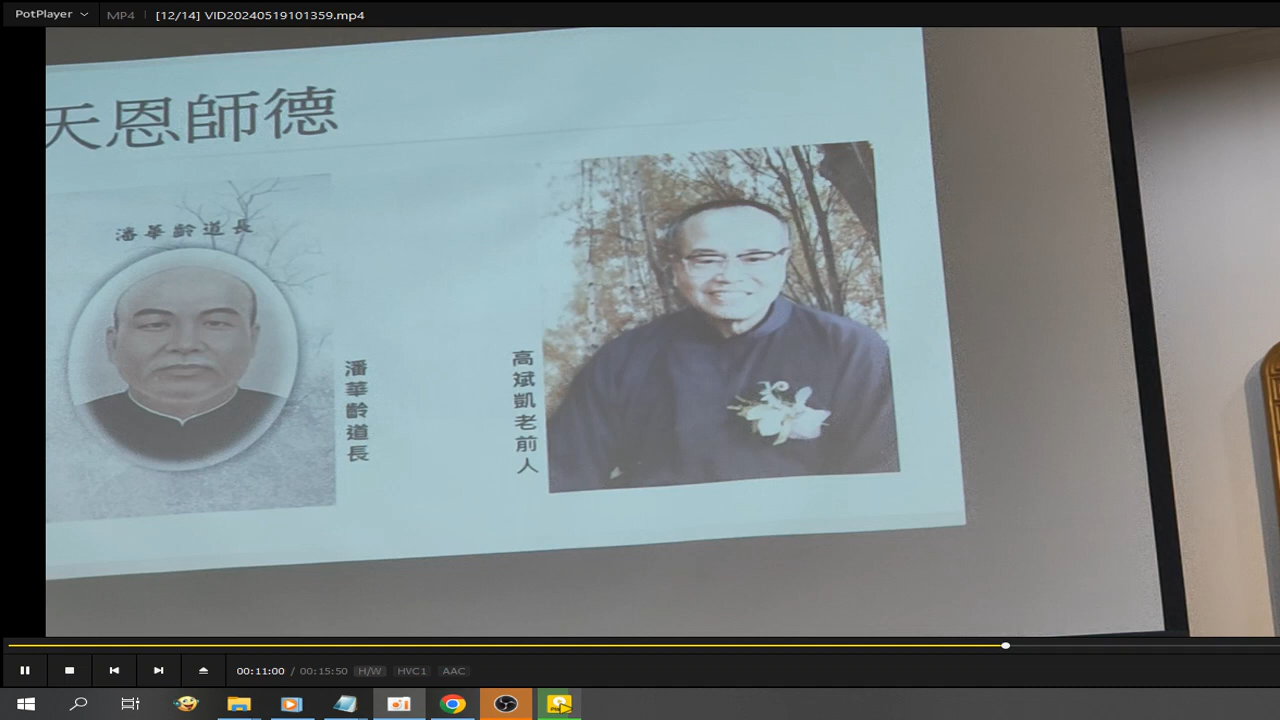 PotPlayer
MP4
[12/14] VID20240519101359.mp4
天恩師德
潘華齡道長
潘華齡道長
高斌凱老前人
00:11:00 / 00:15:50 H/W HVC1 AAC